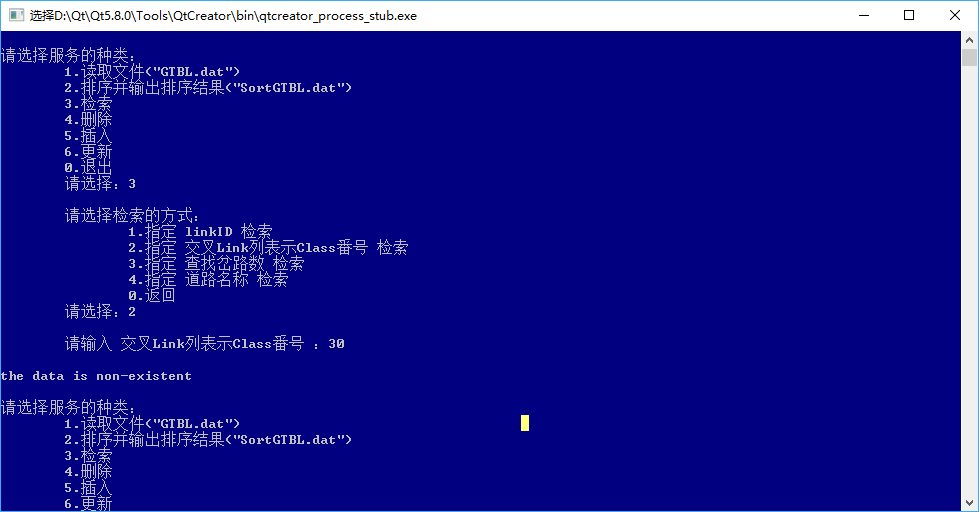 选择D:\Qt\Qt5.8.0\Tools\QtCreator\bin\qtcreator_process_stub.exe
请选择服务的种类:
1.读取文件("GTBL.dat")
2.排序并输出排序结果("SortGTBL.dat")
3.检索
4.删除
5.插入
6.更新
0.退出
请选择: 3
请选择检索的方式:
1.指定 linkID 检索
2.指定 交叉Link列表示Class番号 检索
3.指定 查找岔路数 检索
4.指定 道路名称 检索
0.返回
请选择: 2
请输入 交叉Link列表示Class番号 : 30
the data is non-existent
请选择服务的种类:
1.读取文件("GTBL.dat")
2.排序并输出排序结果("SortGTBL.dat")
3.检索
4.删除
5.插入
6.更新